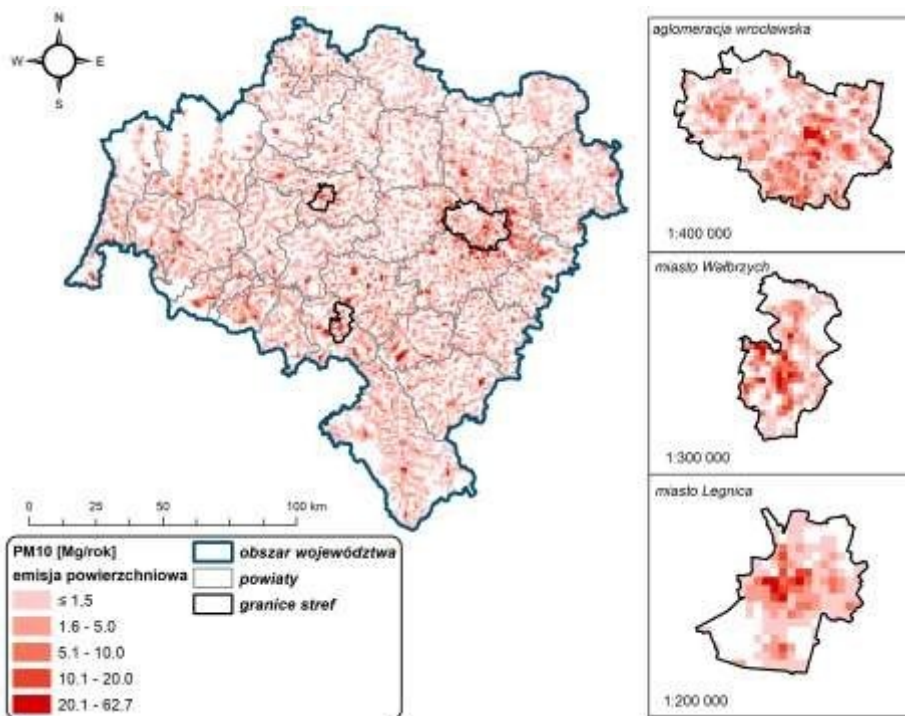 N
W
E
S
0
25
50
100 km
PM10 [Mg/rok]
emisja powierzchniowa
≤ 1.5
1.6 - 5.0
5.1 - 10.0
10.1 - 20.0
20.1 - 62.7
obszar województwa
powiaty
granice stref
aglomeracja wrocławska
1:400 000
miasto Wałbrzych
1:300 000
miasto Legnica
1:200 000